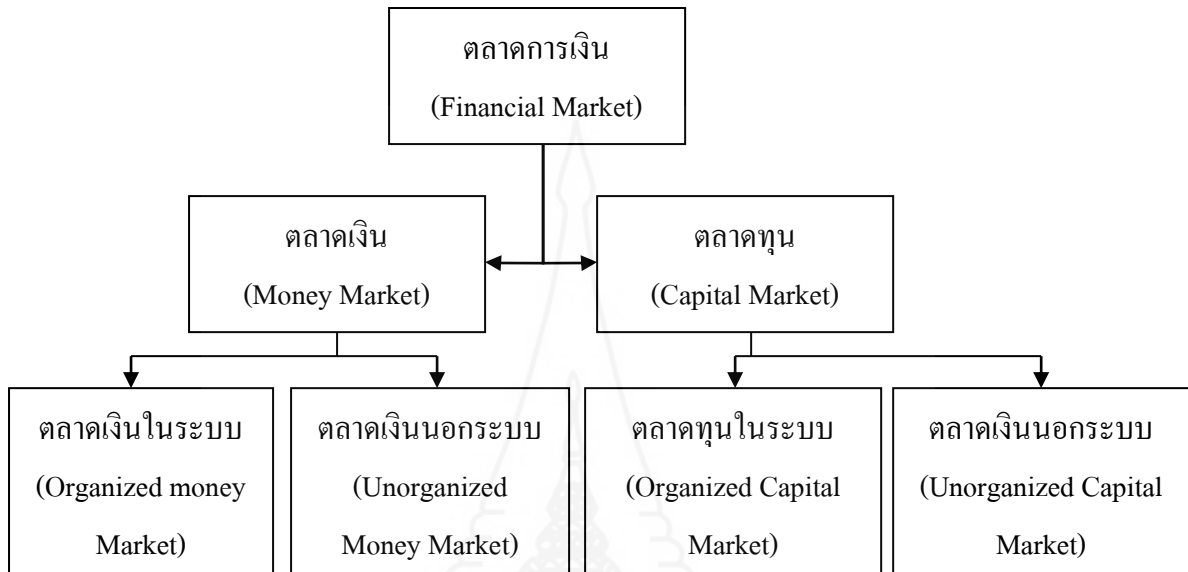 ตลาดการเงิน
(Financial Market)
ตลาดเงิน
(Money Market)
ตลาดทุน
(Capital Market)
ตลาดเงินในระบบ
(Organized money
Market)
ตลาดเงินนอกระบบ
(Unorganized
Money Market)
ตลาดทุนในระบบ
(Organized Capital
Market)
ตลาดเงินนอกระบบ
(Unorganized Capital
Market)